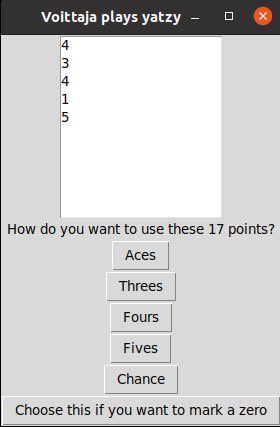 Voittaja plays yatzy
4
3
4
1
5
How do you want to use these 17 points?
Aces
Threes
Fours
Fives
Chance
Choose this if you want to mark a zero